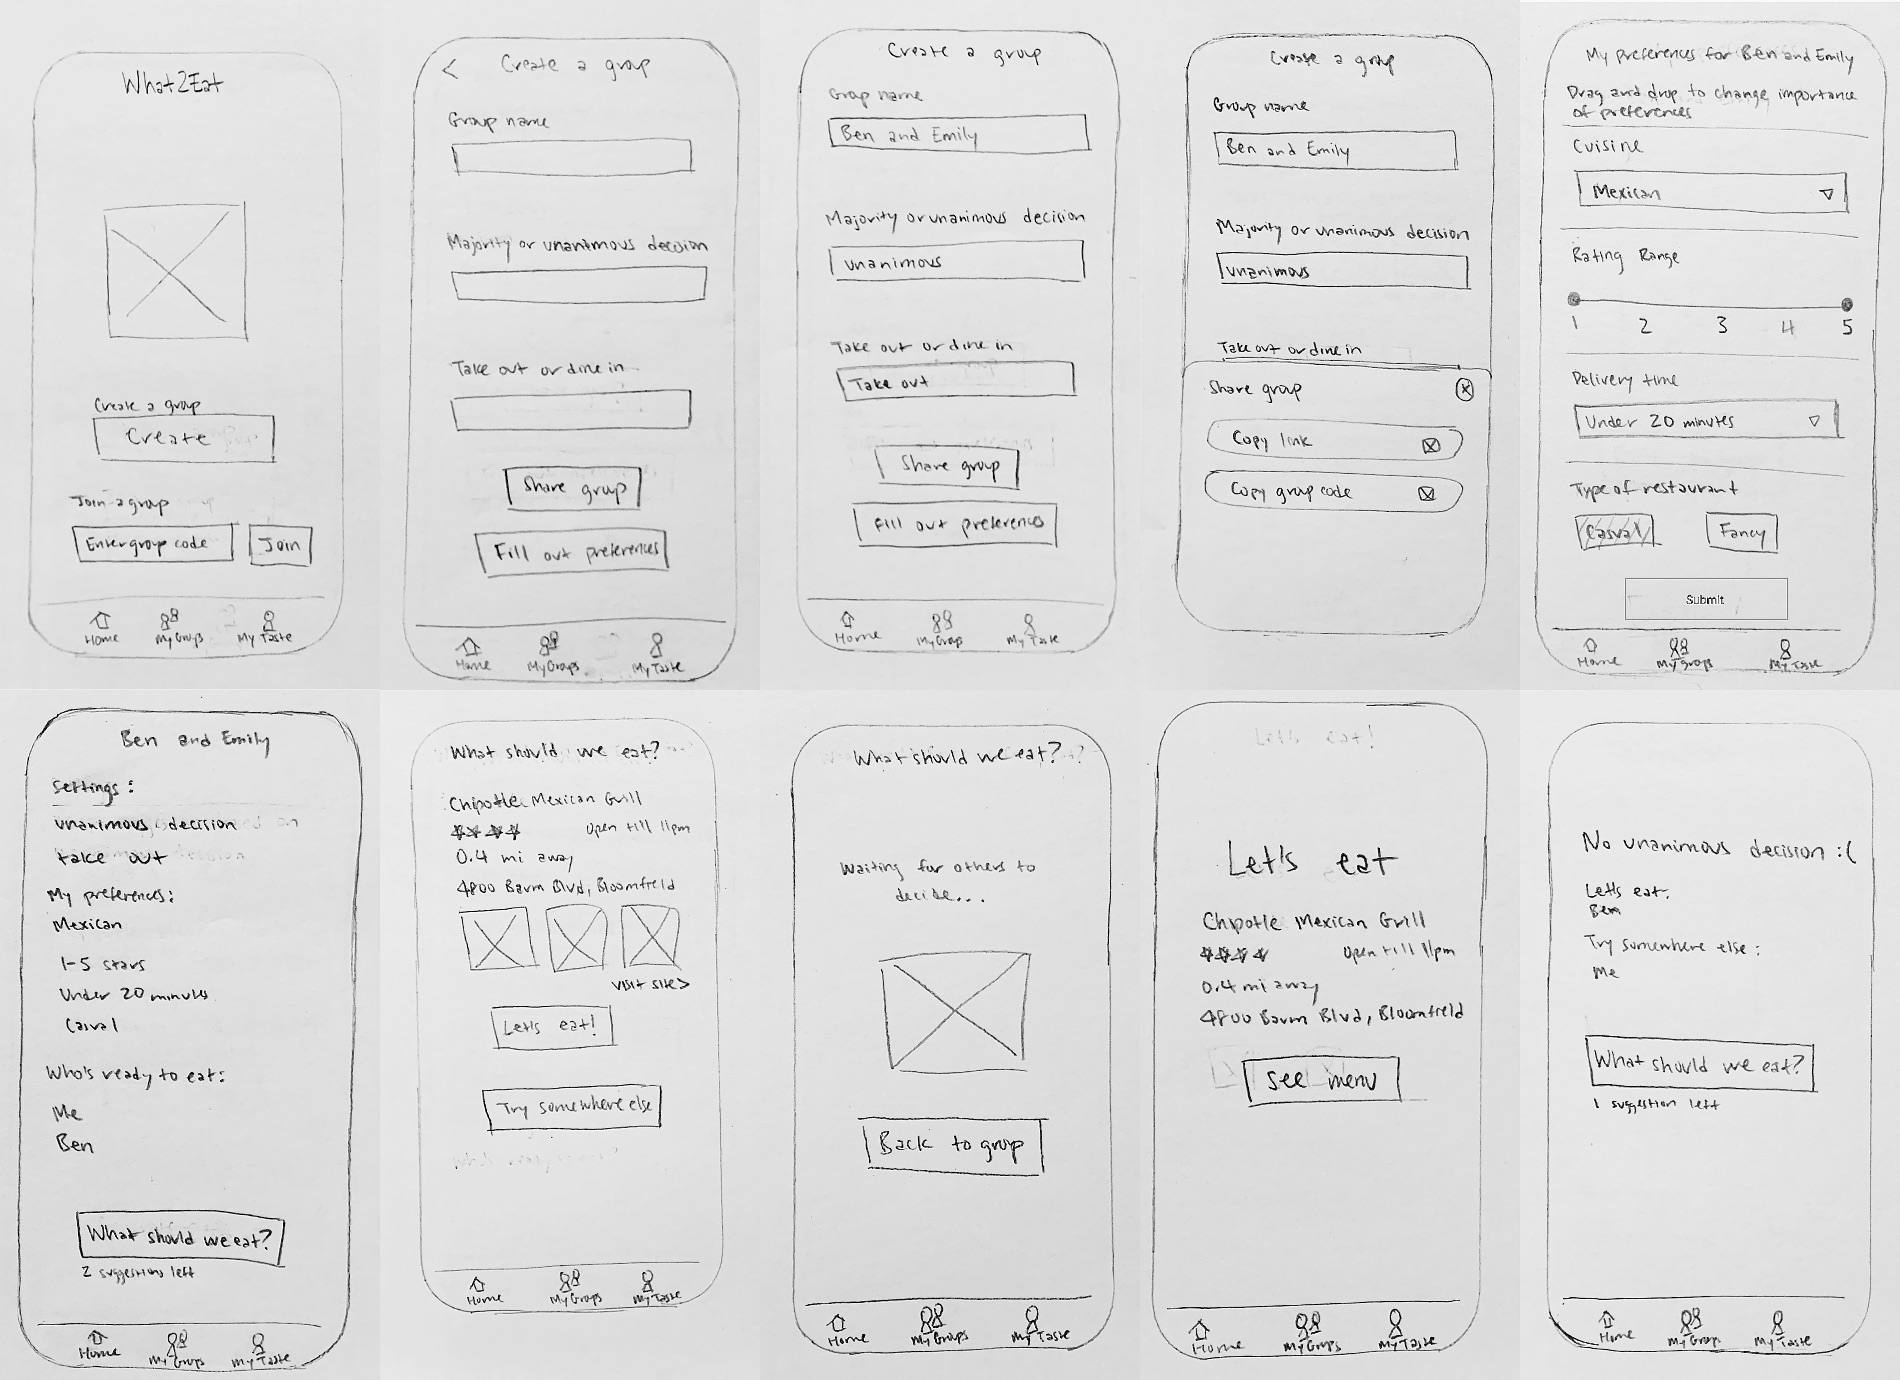 What2Eat
Create a group
Create
Join a group
Enter group code
Join
Home
My Groups
My Taste
<
Create a group
Group name
Majority or unanimous decision
Take out or dine in
Share group
Fill out preferences
Home
My Groups
My Taste
Create a group
Group name
Ben and Emily
Majority or unanimous decision
unanimous
Take out or dine in
Take out
Share group
Fill out preferences
Home
My Groups
My Taste
Create a group
Group name
Ben and Emily
Majority or unanimous decision
unanimous
Take out or dine in
Share group
Copy link
Copy group code
My preferences for Ben and Emily
Drag and drop to change importance
of preferences
Cuisine
Mexican
Rating Range
1 2 3 4 5
Delivery time
Under 20 minutes
Type of restaurant
Casual
Fancy
Submit
Home
My groups
My Taste
Ben and Emily
Settings:
unanimous decision
take out
My preferences:
Mexican
1-5 stars
Under 20 minutes
Casual
Who's ready to eat:
Me
Ben
What should we eat?
2 suggestions left
Home
My Groups
My Taste
What should we eat?
Chipotle Mexican Grill
Open till 11pm
0.4 mi away
4800 Baum Blvd, Bloomfield
visit site>
Let's eat!
Try somewhere else
Home
My Groups
My Taste
What should we eat?
Waiting for others to
decide...
Back to group
Home
My Groups
My Taste
Let's eat!
Let's eat
Chipotle Mexican Grill
Open till 11pm
0.4 mi away
4800 Baum Blvd, Bloomfield
See menu
Home
My Groups
My Taste
No unanimous decision :(
Let's eat:
Ben
Try somewhere else:
Me
What should we eat?
1 suggestion left
Home
My Groups
My Taste